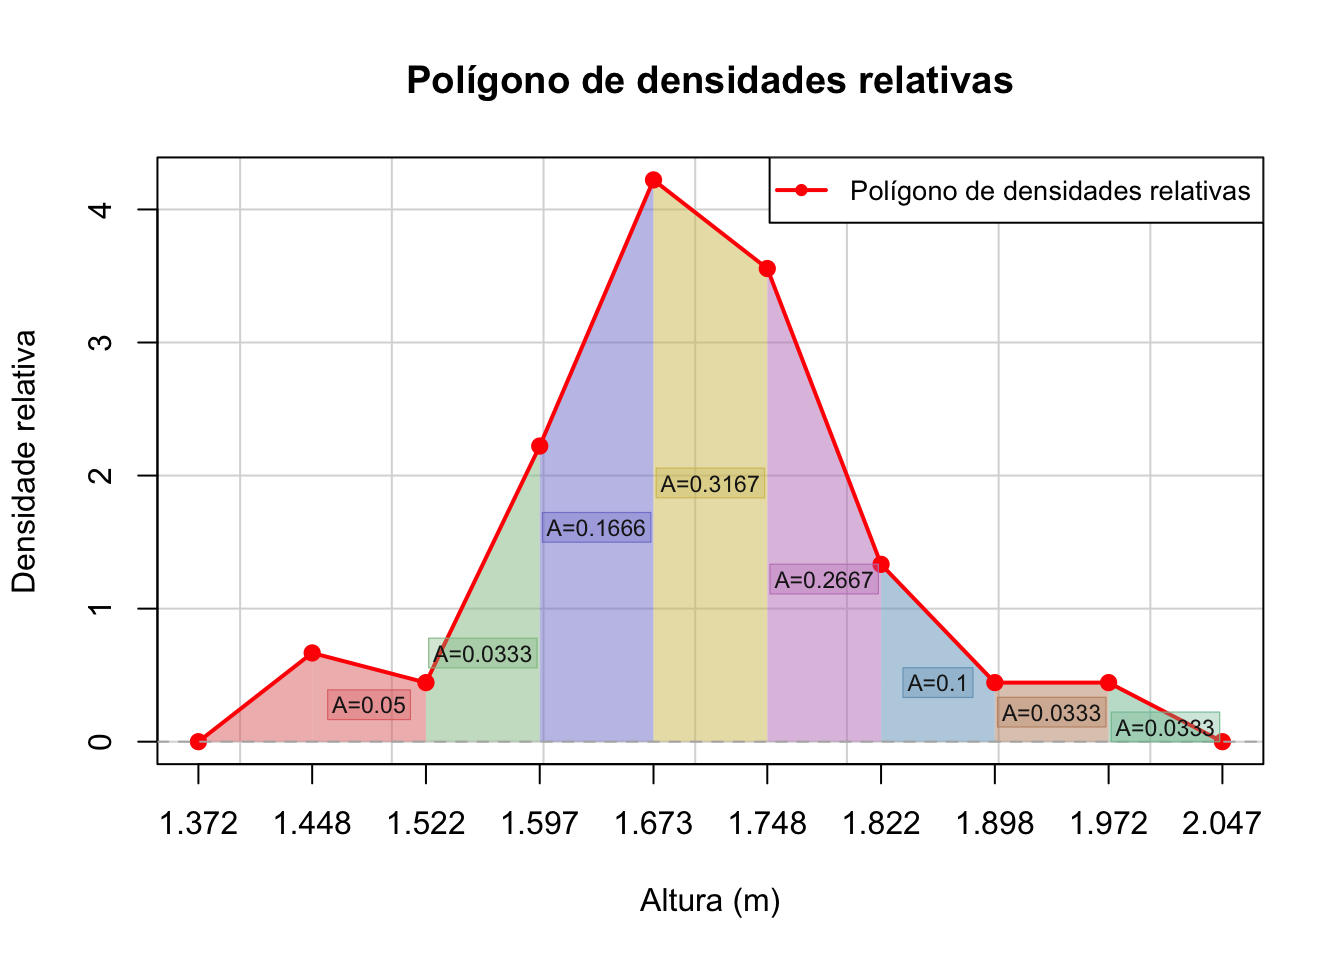 Polígono de densidades relativas
Polígono de densidades relativas
Densidade relativa
4
3
2
1
0
A=0.05
A=0.0333
A=0.1666
A=0.3167
A=0.2667
A=0.1
A=0.0333
A=0.0333
1.372 1.448 1.522 1.597 1.673 1.748 1.822 1.898 1.972 2.047
Altura (m)